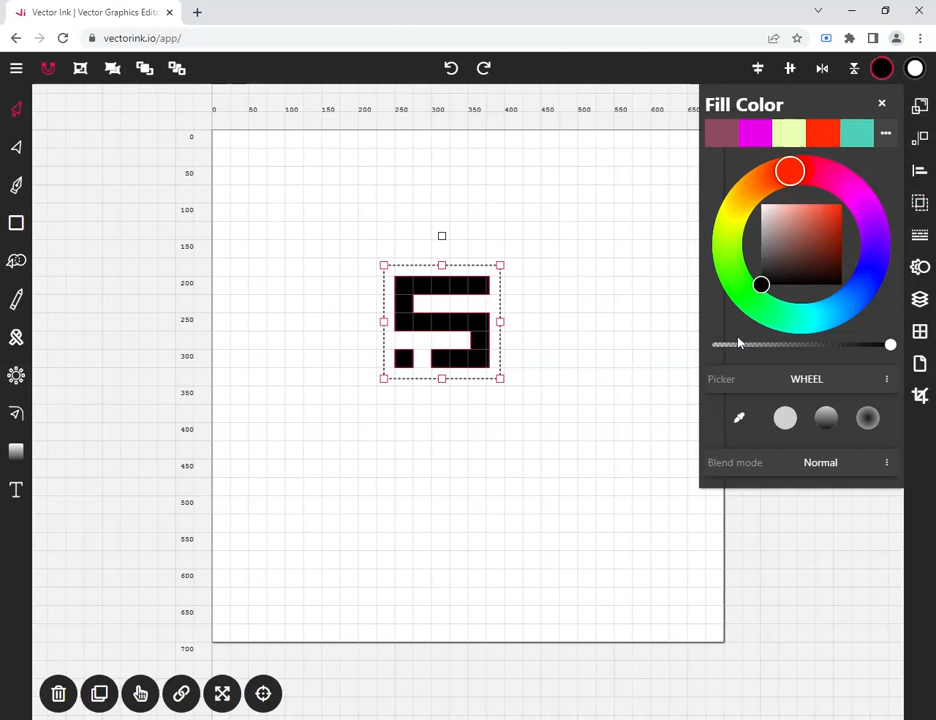 Vector Ink | Vector Graphics Edito
vectorink.io/app/
0 50 100 150 200 250 300 350 400 450 500 550 600 65
Fill Color
0
50
100
150
200
250
300
350
400
450
500
550
600
650
700
Picker WHEEL
Blend mode Normal
T